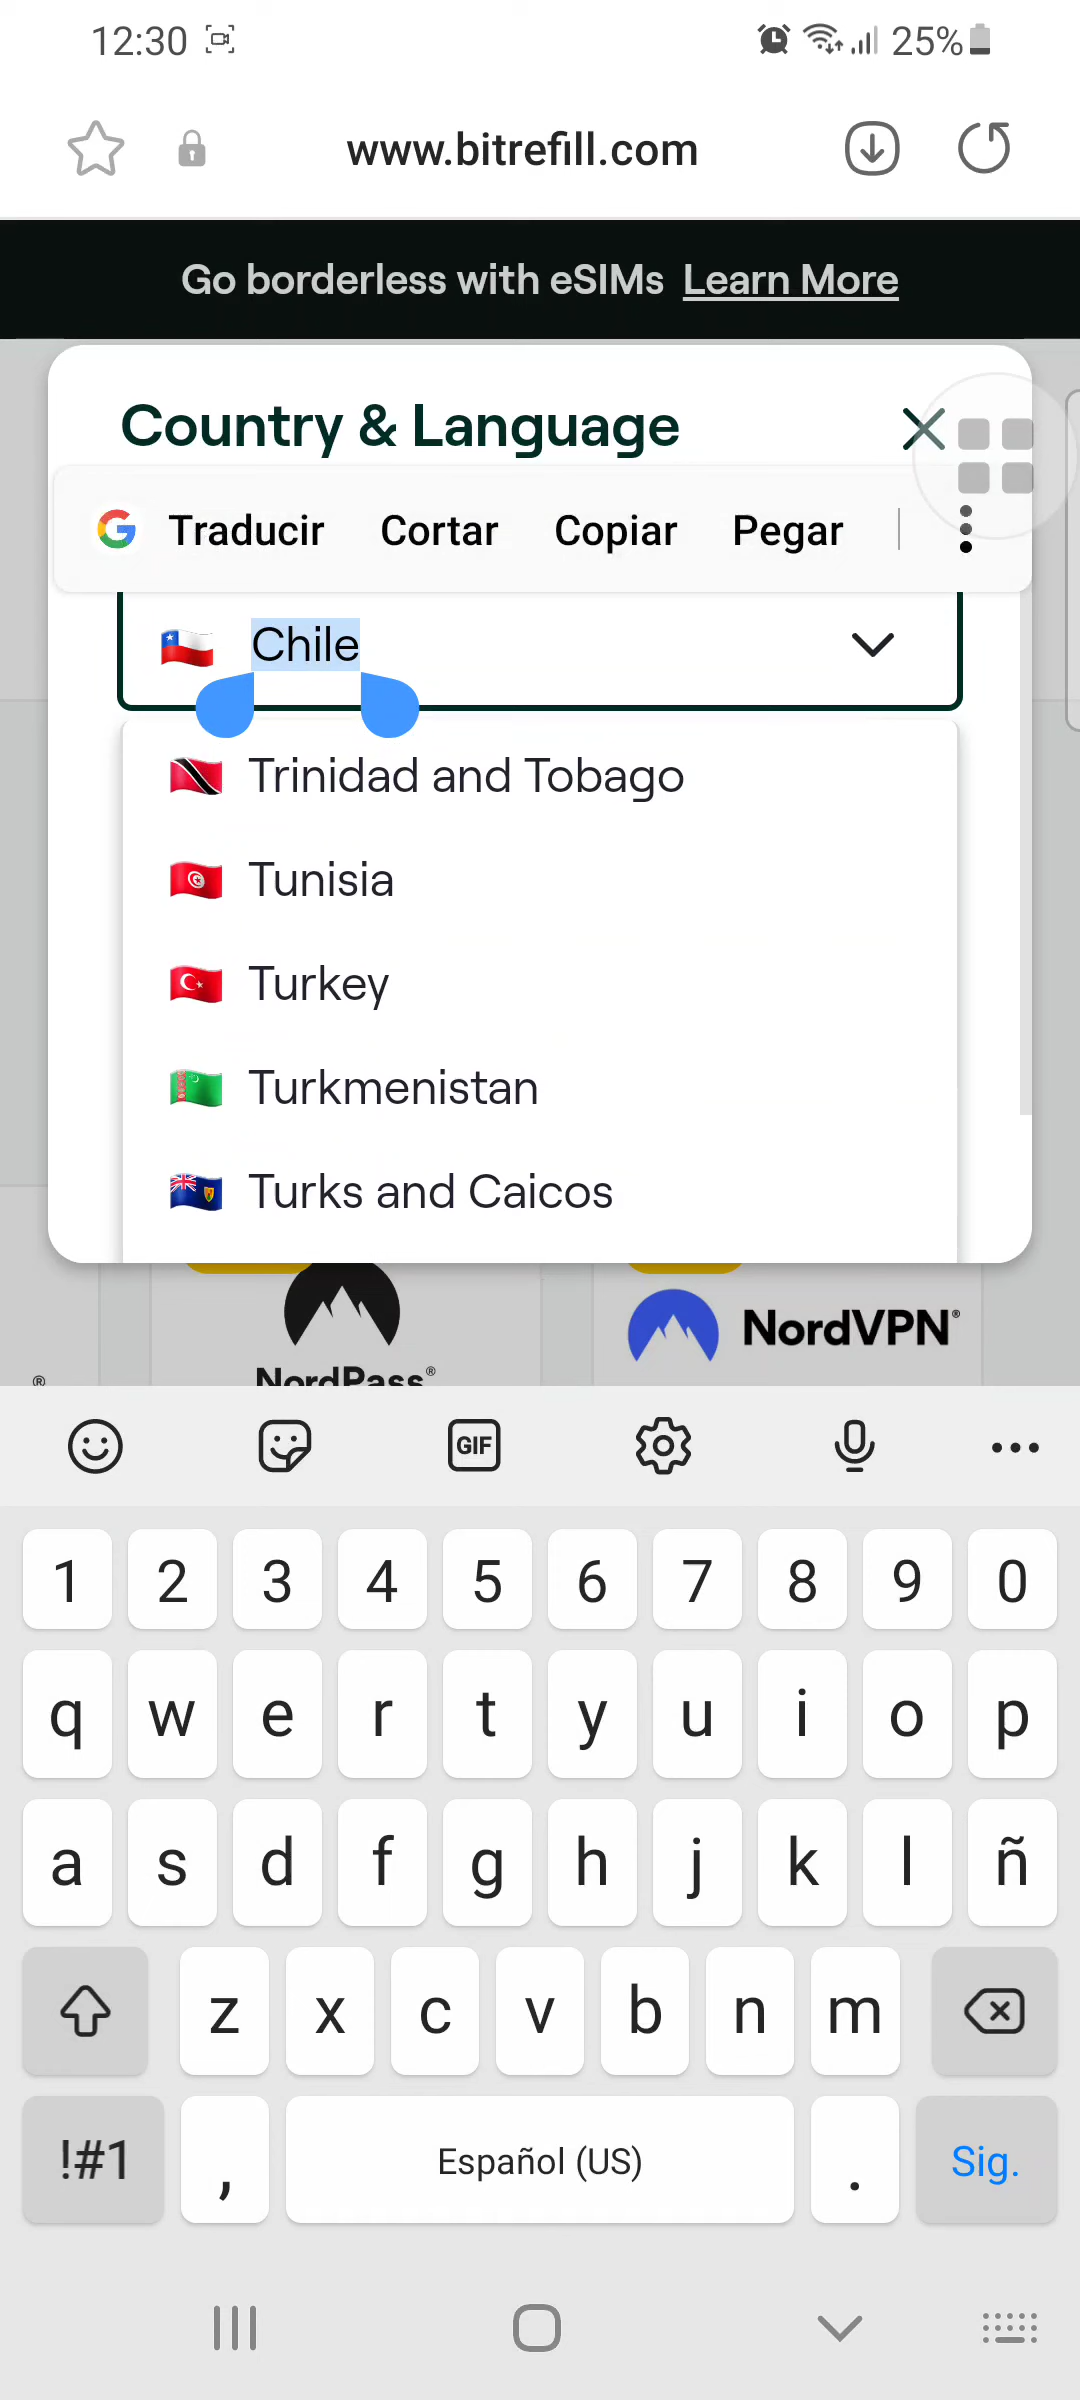 12:30
25%
www.bitrefill.com
Go borderless with eSIMs Learn More
Country & Language
Traducir Cortar Copiar Pegar
Chile
Trinidad and Tobago
Tunisia
Turkey
Turkmenistan
Turks and Caicos
NordPass®
NordVPN®
®
GIF
1 2 3 4 5 6 7 8 9 0
q w e r t y u i o p
a s d f g h j k l ñ
z x c v b n m
!#1 , Español (US) . Sig.